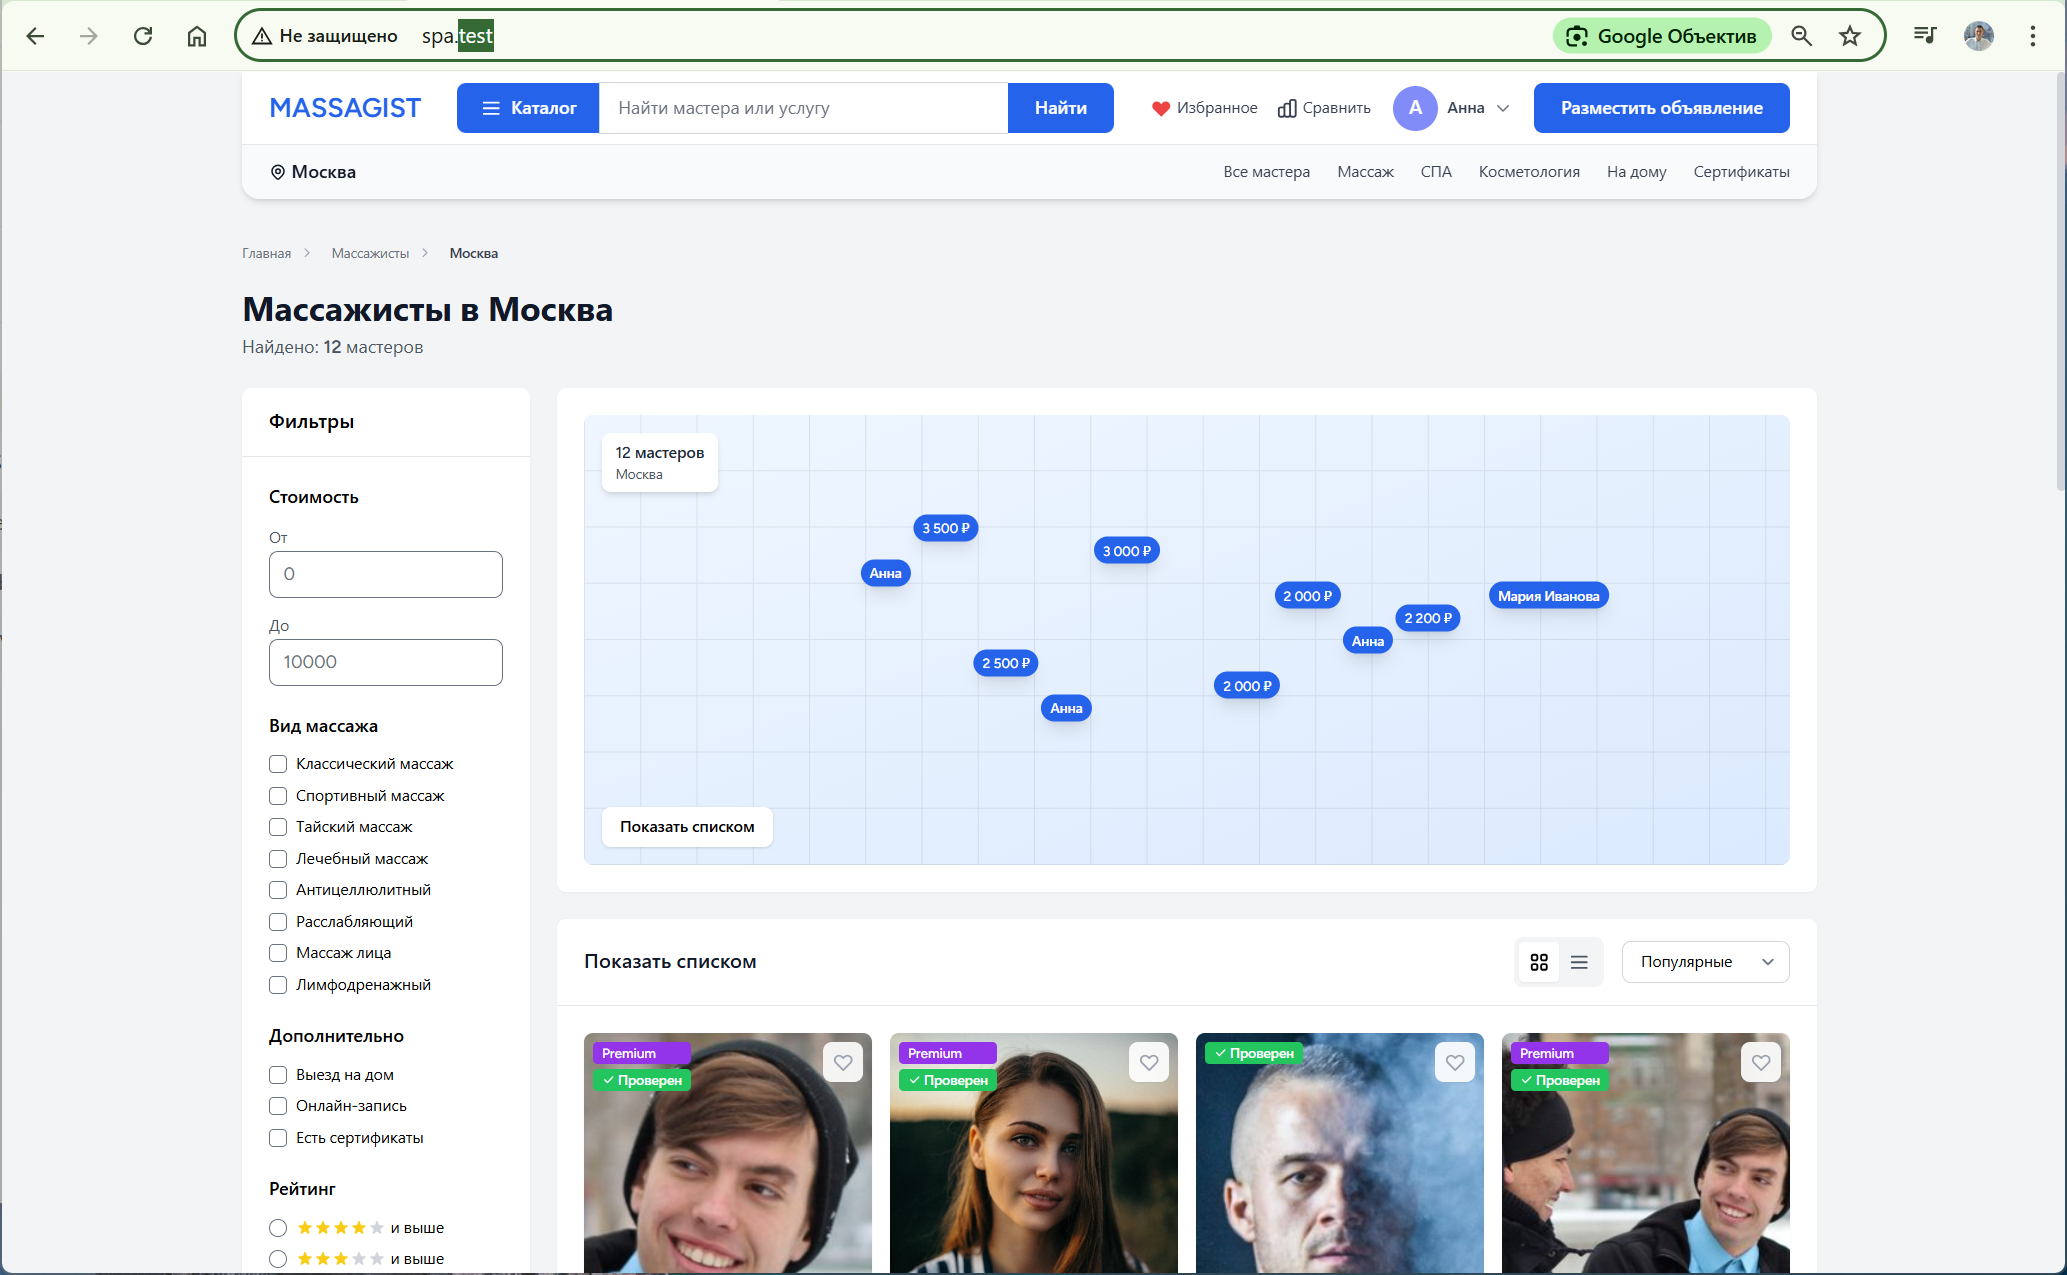 Не защищено spa.test Google Объектив
MASSAGIST Каталог Найти мастера или услугу Найти Избранное Сравнить А Анна Разместить объявление
Москва Все мастера Массаж СПА Косметология На дому Сертификаты
Главная Массажисты Москва
Массажисты в Москва
Найдено: 12 мастеров
Фильтры
Стоимость
От
0
До
10000
Вид массажа
Классический массаж
Спортивный массаж
Тайский массаж
Лечебный массаж
Антицеллюлитный
Расслабляющий
Массаж лица
Лимфодренажный
Дополнительно
Выезд на дом
Онлайн-запись
Есть сертификаты
Рейтинг
и выше
и выше
12 мастеров
Москва
3 500 ₽
3 000 ₽
Анна
2 000 ₽
Мария Иванова
2 200 ₽
Анна
2 500 ₽
2 000 ₽
Анна
Показать списком
Показать списком Популярные
Premium
✓ Проверен
Premium
✓ Проверен
✓ Проверен
Premium
✓ Проверен